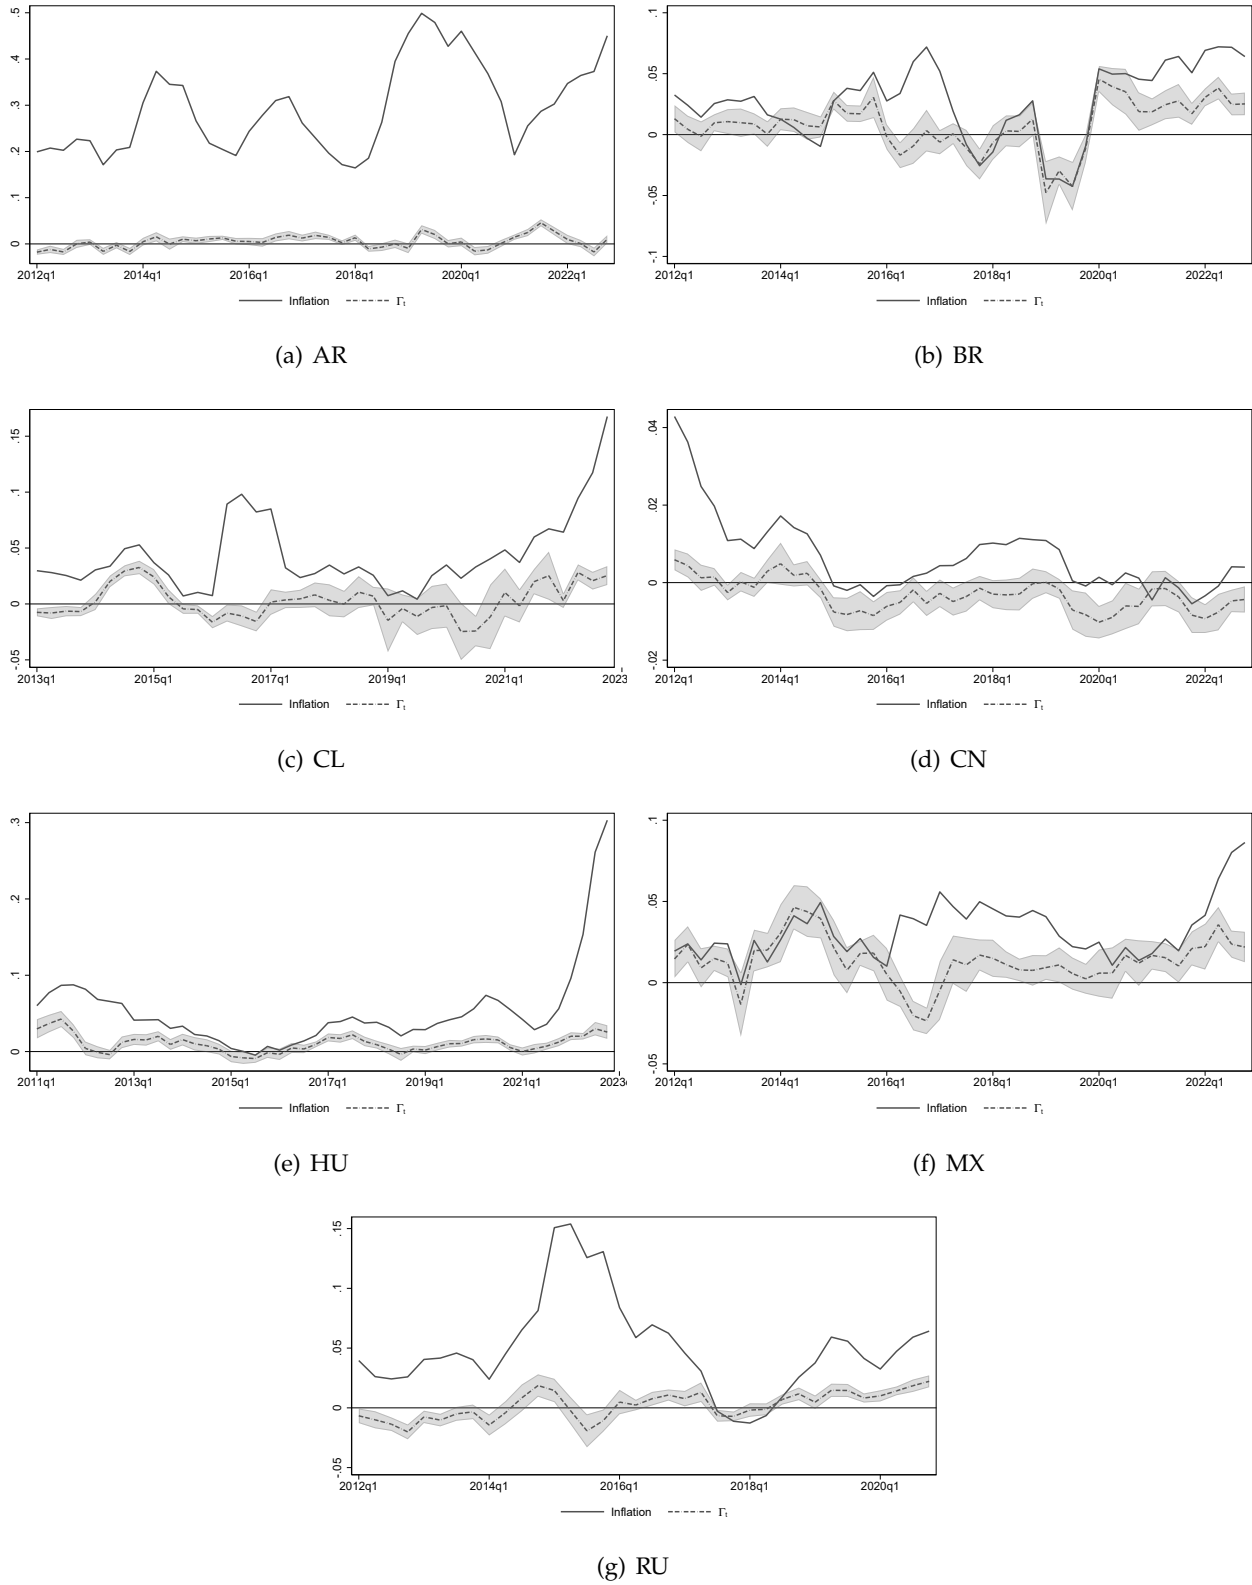 .5
.4
.3
.2
.1
0
2012q1 2014q1 2016q1 2018q1 2020q1 2022q1
Inflation Γt
(a) AR
.1
.05
0
-.05
-.1
2012q1 2014q1 2016q1 2018q1 2020q1 2022q1
Inflation Γt
(b) BR
.15
.1
.05
0
-.05
2013q1 2015q1 2017q1 2019q1 2021q1 2023
Inflation Γt
(c) CL
.04
.02
0
-.02
2012q1 2014q1 2016q1 2018q1 2020q1 2022q1
Inflation Γt
(d) CN
.3
.2
.1
0
2011q1 2013q1 2015q1 2017q1 2019q1 2021q1 2023
Inflation Γt
(e) HU
.1
.05
0
-.05
2012q1 2014q1 2016q1 2018q1 2020q1 2022q1
Inflation Γt
(f) MX
.15
.1
.05
0
-.05
2012q1 2014q1 2016q1 2018q1 2020q1
Inflation Γt
(g) RU